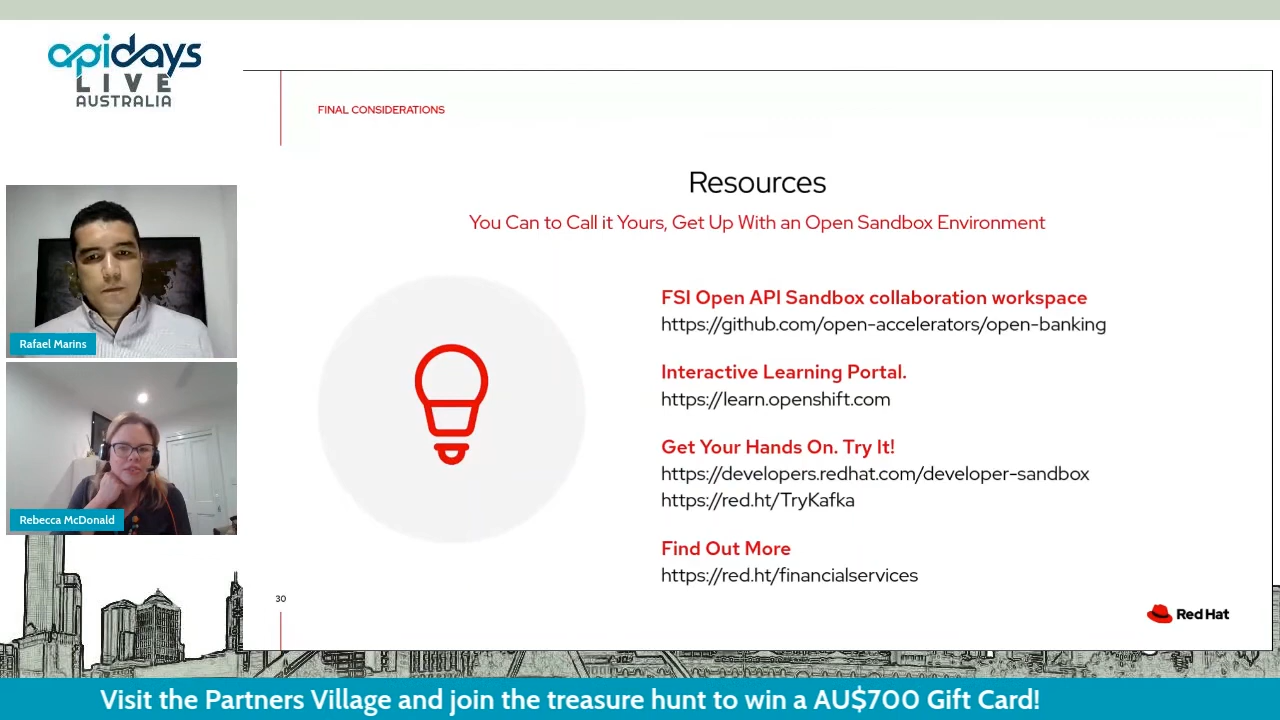 apidays
LIVE
AUSTRALIA
FINAL CONSIDERATIONS
Resources
You Can to Call it Yours, Get Up With an Open Sandbox Environment
FSI Open API Sandbox collaboration workspace
https://github.com/open-accelerators/open-banking
Interactive Learning Portal.
https://learn.openshift.com
Get Your Hands On. Try It!
https://developers.redhat.com/developer-sandbox
https://red.ht/TryKafka
Find Out More
https://red.ht/financialservices
30
Red Hat
Rafael Marins
Rebecca McDonald
Visit the Partners Village and join the treasure hunt to win a AU$700 Gift Card!